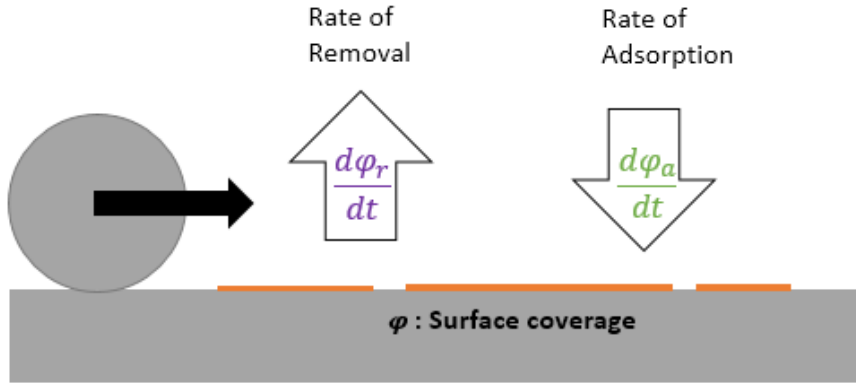 Rate of
Removal
Rate of
Adsorption
dφᵣ
dt
dφₐ
dt
φ : Surface coverage